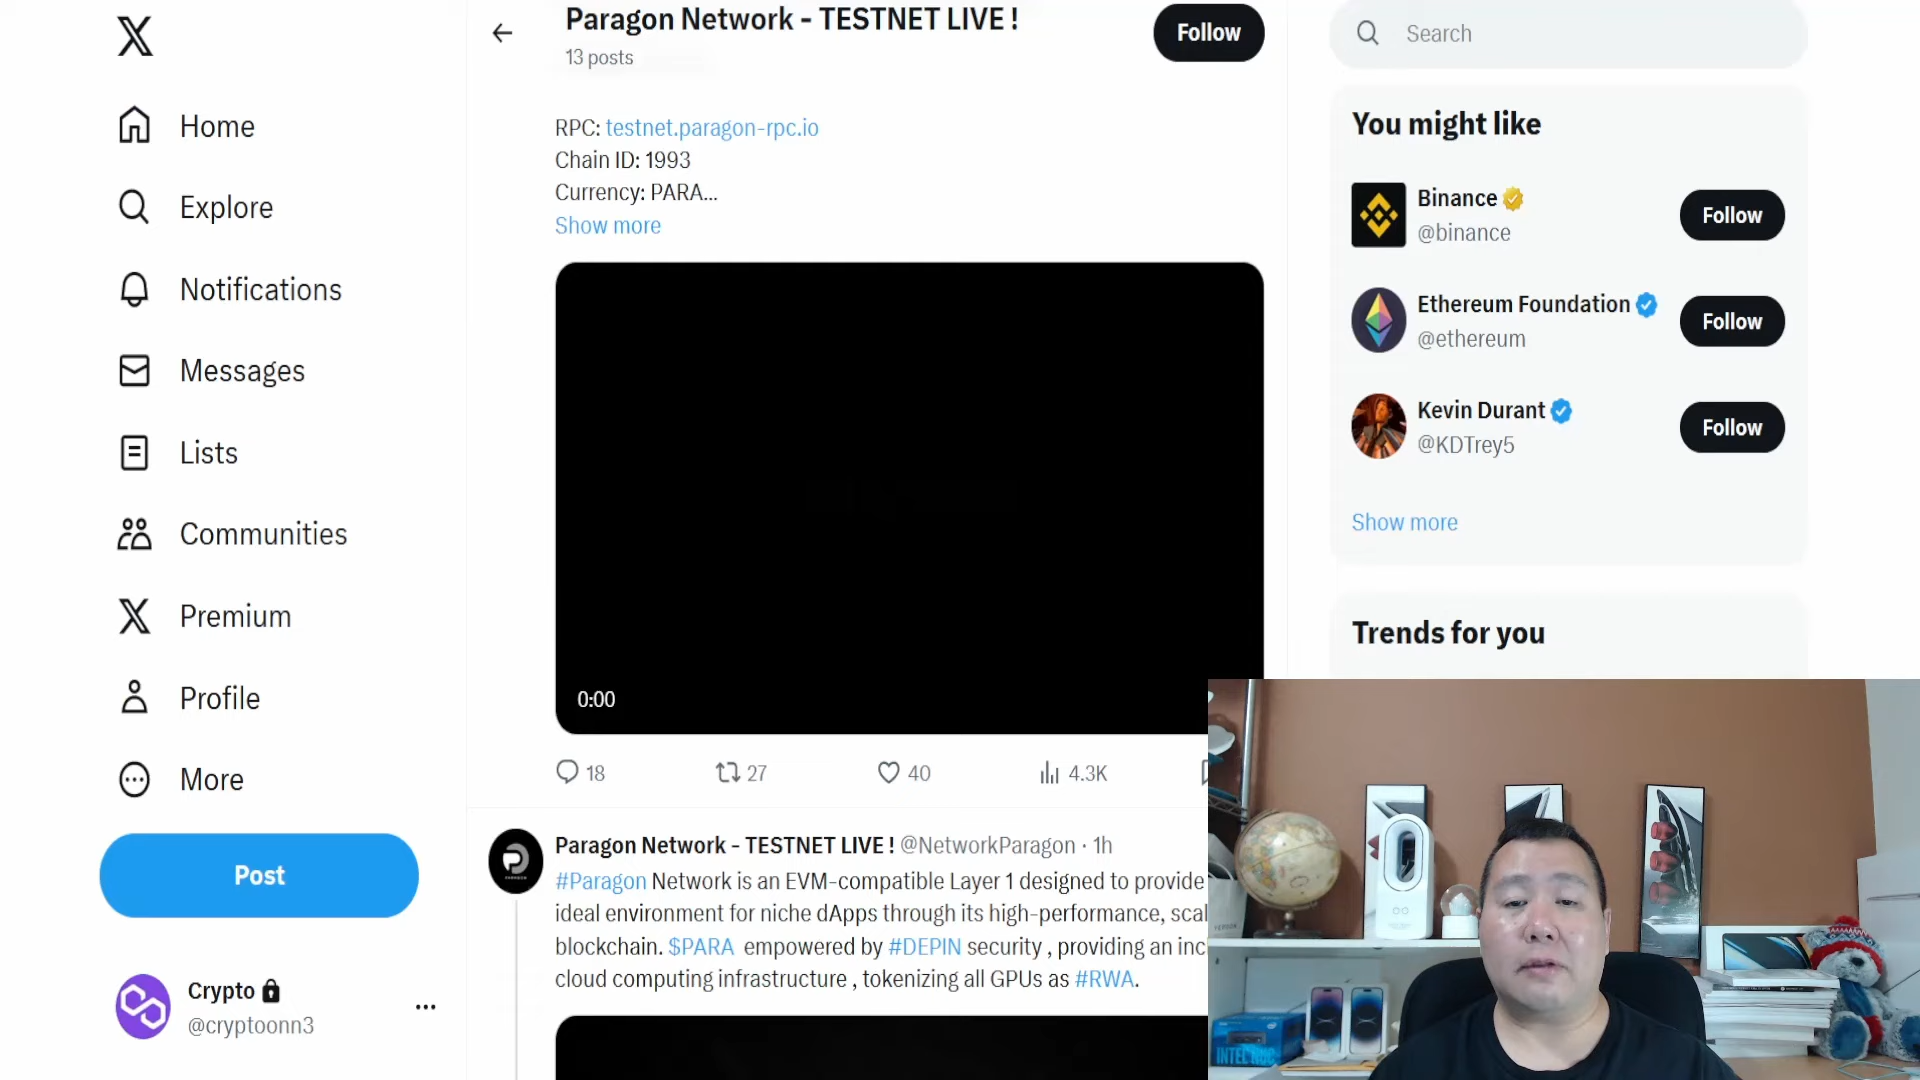 Paragon Network - TESTNET LIVE !
13 posts
Follow
Search
Home
Explore
Notifications
Messages
Lists
Communities
Premium
Profile
More
Post
Crypto
@cryptoonn3
RPC: testnet.paragon-rpc.io
Chain ID: 1993
Currency: PARA...
Show more
0:00
18
27
40
4.3K
Paragon Network - TESTNET LIVE ! @NetworkParagon · 1h
#Paragon Network is an EVM-compatible Layer 1 designed to provide
ideal environment for niche dApps through its high-performance,
blockchain. $PARA empowered by #DEPIN security , providing an
cloud computing infrastructure , tokenizing all GPUs as #RWA.
You might like
Binance
@binance
Follow
Ethereum Foundation
@ethereum
Follow
Kevin Durant
@KDTrey5
Follow
Show more
Trends for you
INTEL NUC